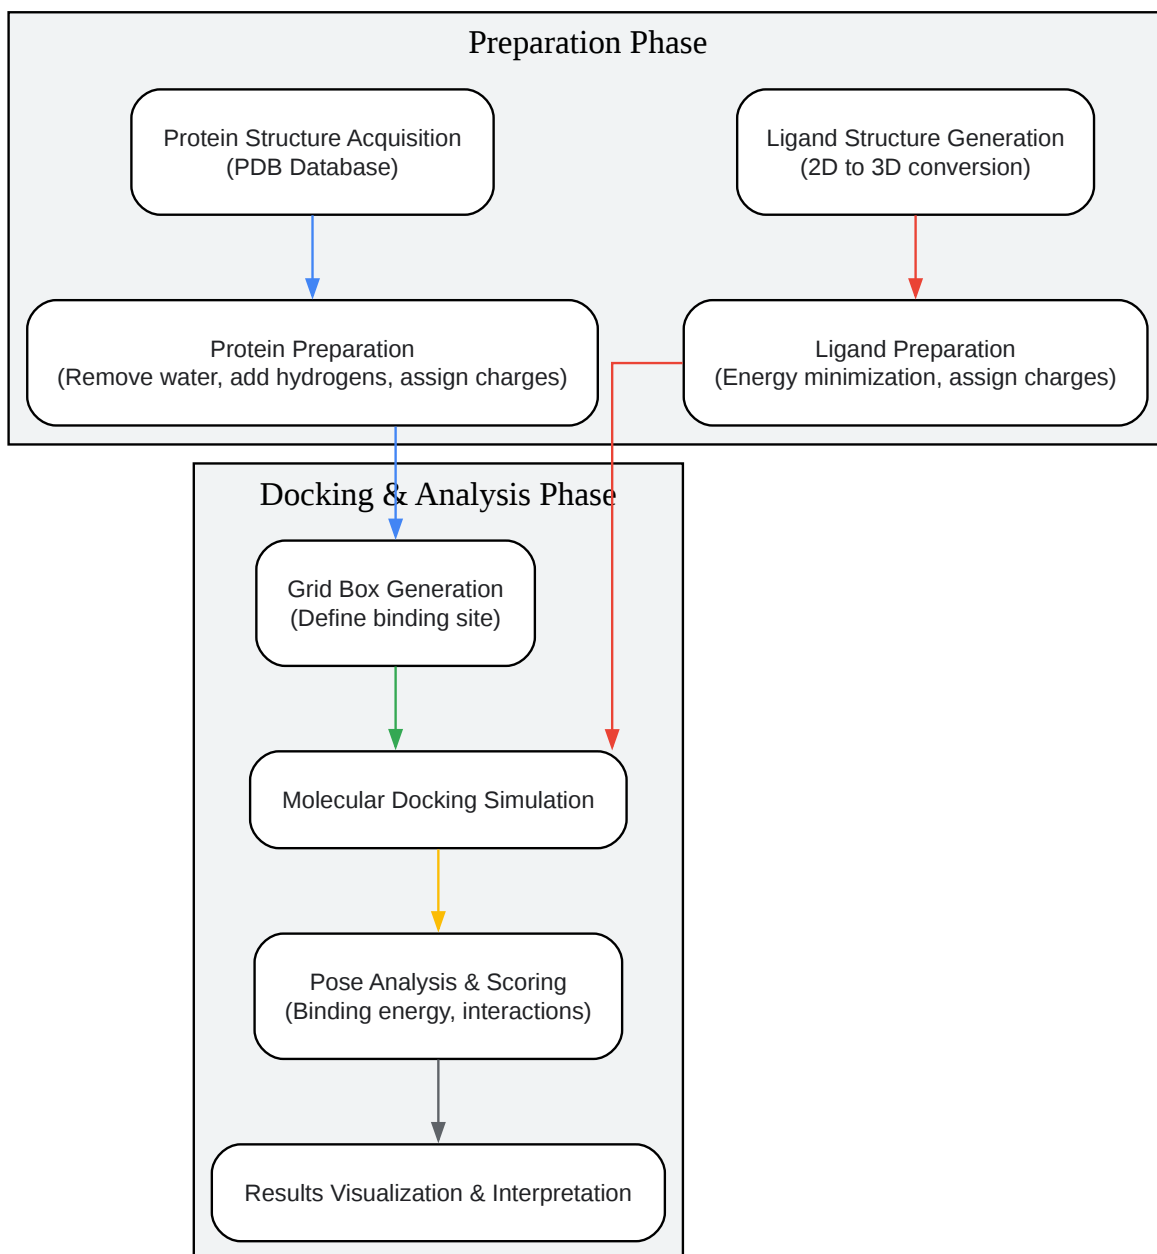 Preparation Phase
Protein Structure Acquisition
(PDB Database)
Ligand Structure Generation
(2D to 3D conversion)
Protein Preparation
(Remove water, add hydrogens, assign charges)
Ligand Preparation
(Energy minimization, assign charges)
Docking & Analysis Phase
Grid Box Generation
(Define binding site)
Molecular Docking Simulation
Pose Analysis & Scoring
(Binding energy, interactions)
Results Visualization & Interpretation